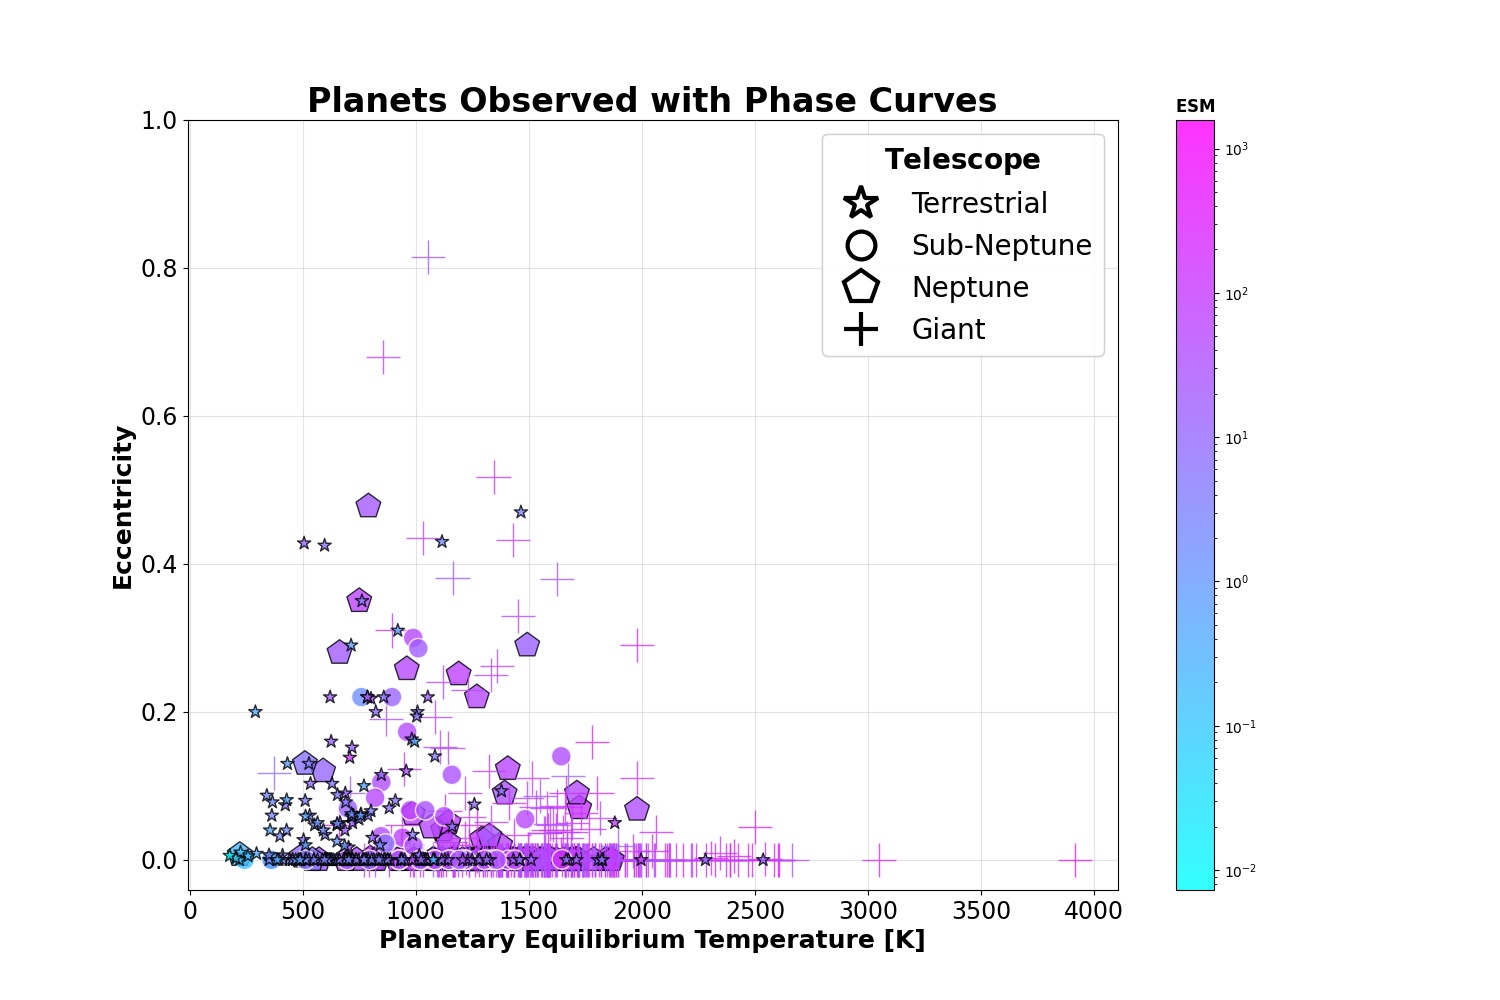 Planets Observed with Phase Curves
ESM
1.0
0.8
0.6
0.4
0.2
0.0
Eccentricity
Telescope
Terrestrial
Sub-Neptune
Neptune
Giant
10³
10²
10¹
10⁰
10⁻¹
10⁻²
0 500 1000 1500 2000 2500 3000 3500 4000
Planetary Equilibrium Temperature [K]